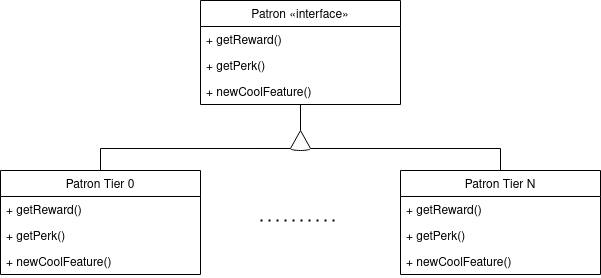 Patron «interface»
+ getReward()
+ getPerk()
+ newCoolFeature()
Patron Tier 0
+ getReward()
+ getPerk()
+ newCoolFeature()
..........
Patron Tier N
+ getReward()
+ getPerk()
+ newCoolFeature()